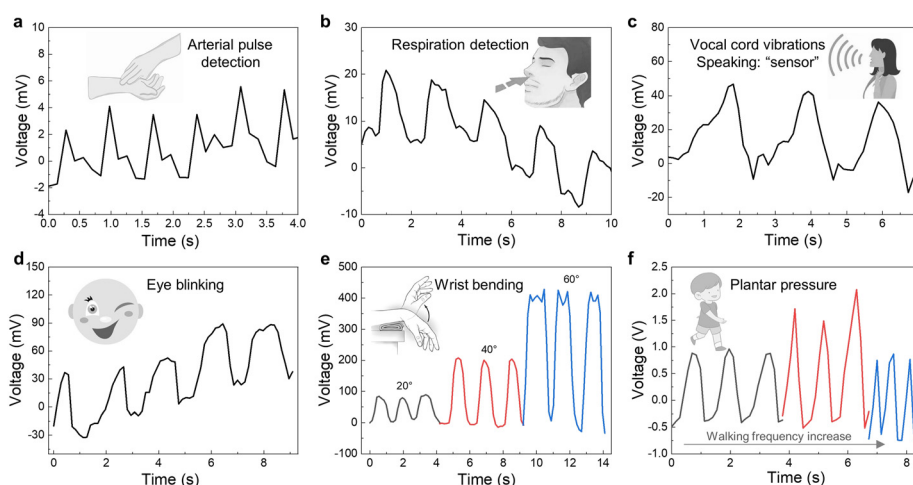 a
Arterial pulse
detection
Voltage (mV)
10
8
6
4
2
0
-2
-4
0.0 0.5 1.0 1.5 2.0 2.5 3.0 3.5 4.0
Time (s)
b
Respiration detection
Voltage (mV)
30
20
10
0
-10
0 2 4 6 8 10
Time (s)
c
Vocal cord vibrations
Speaking: “sensor”
Voltage (mV)
80
60
40
20
0
-20
0 1 2 3 4 5 6
Time (s)
d
Eye blinking
Voltage (mV)
150
120
90
60
30
0
-30
0 2 4 6 8
Time (s)
e
Wrist bending
60°
40°
20°
Voltage (mV)
500
400
300
200
100
0
-100
0 2 4 6 8 10 12 14
Time (s)
f
Plantar pressure
Voltage (V)
2.5
2.0
1.5
1.0
0.5
0.0
-0.5
-1.0
Walking frequency increase
0 2 4 6 8
Time (s)